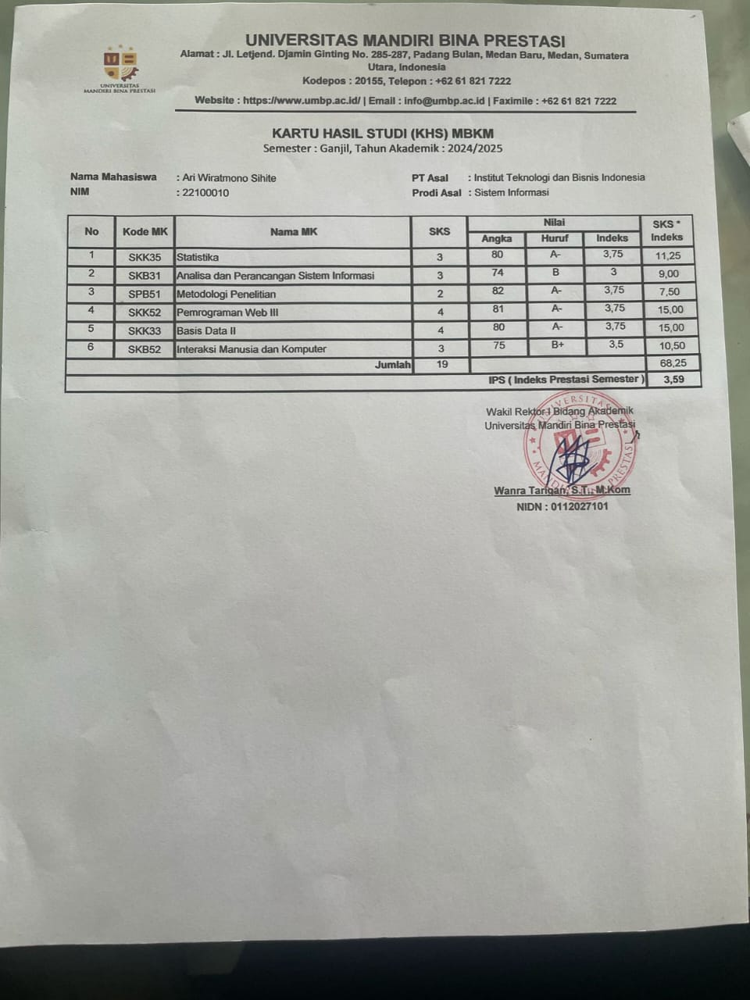 UNIVERSITAS MANDIRI BINA PRESTASI
Alamat : Jl. Letjend. Djamin Ginting No. 285-287, Padang Bulan, Medan Baru, Medan, Sumatera
Utara, Indonesia
Kodepos : 20155, Telepon : +62 61 821 7222
UNIVERSITAS
MANDIRI BINA PRESTASI
Website : https://www.umbp.ac.id/ | Email : info@umbp.ac.id | Faximile : +62 61 821 7222
KARTU HASIL STUDI (KHS) MBKM
Semester : Ganjil, Tahun Akademik : 2024/2025
Nama Mahasiswa : Ari Wiratmono Sihite PT Asal : Institut Teknologi dan Bisnis Indonesia
NIM : 22100010 Prodi Asal : Sistem Informasi
No Kode MK Nama MK SKS Nilai SKS * Indeks
Angka Huruf Indeks
1 SKK35 Statistika 3 80 A- 3,75 11,25
2 SKB31 Analisa dan Perancangan Sistem Informasi 3 74 B 3 9,00
3 SPB51 Metodologi Penelitian 2 82 A- 3,75 7,50
4 SKK52 Pemrograman Web III 4 81 A- 3,75 15,00
5 SKK33 Basis Data II 4 80 A- 3,75 15,00
6 SKB52 Interaksi Manusia dan Komputer 3 75 B+ 3,5 10,50
Jumlah 19 68,25
IPS ( Indeks Prestasi Semester ) 3,59
Wakil Rektor I Bidang Akademik
Universitas Mandiri Bina Prestasi
UNIVERSITAS
MANDIRI PRESTASI
Wanra Tarigan, S.T., M.Kom
NIDN : 0112027101